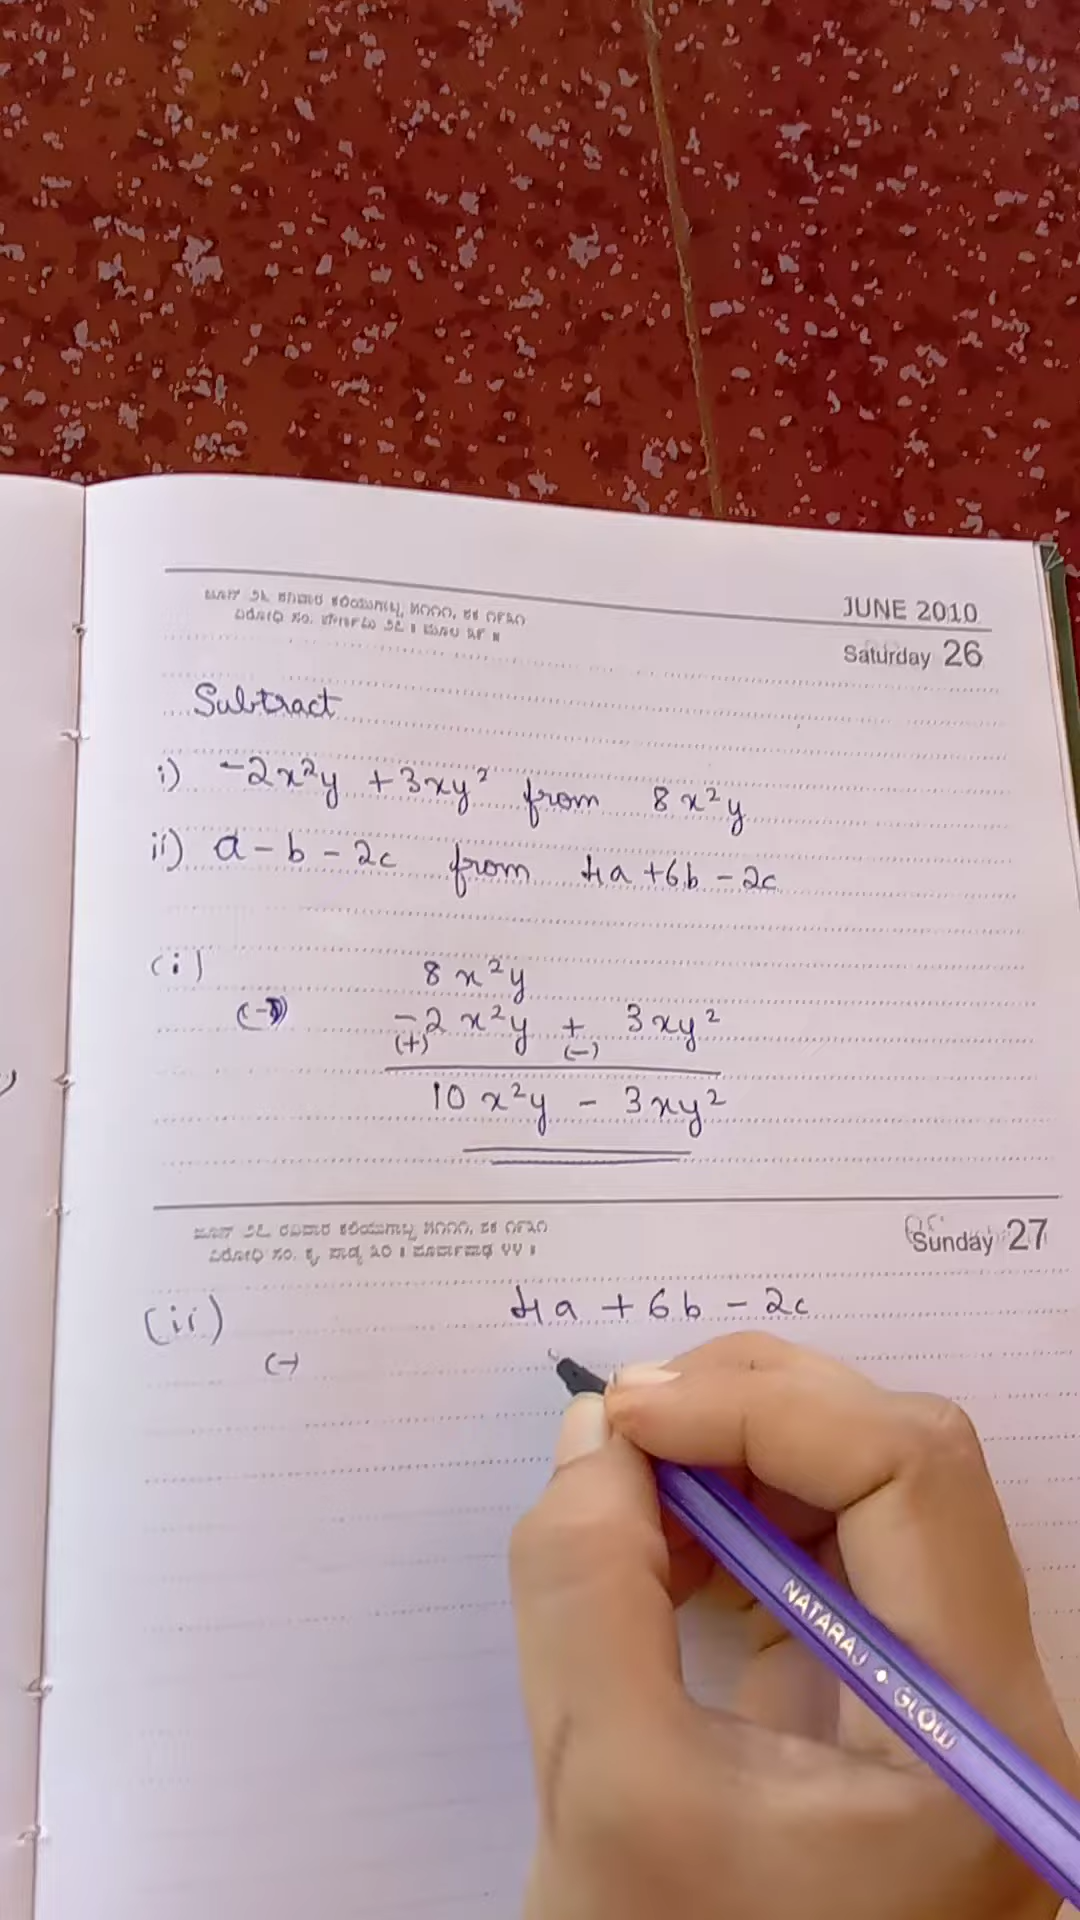 JUNE 2010
Saturday 26
Subtract
i) -2x²y + 3xy² from 8x²y
ii) a - b - 2c from 4a + 6b - 2c
(i) 8x²y
(-) -2x²y + 3xy²
(+) (-)
10x²y - 3xy²
Sunday 27
(ii) 4a + 6b - 2c
(-)
NATARAJ • GLOW